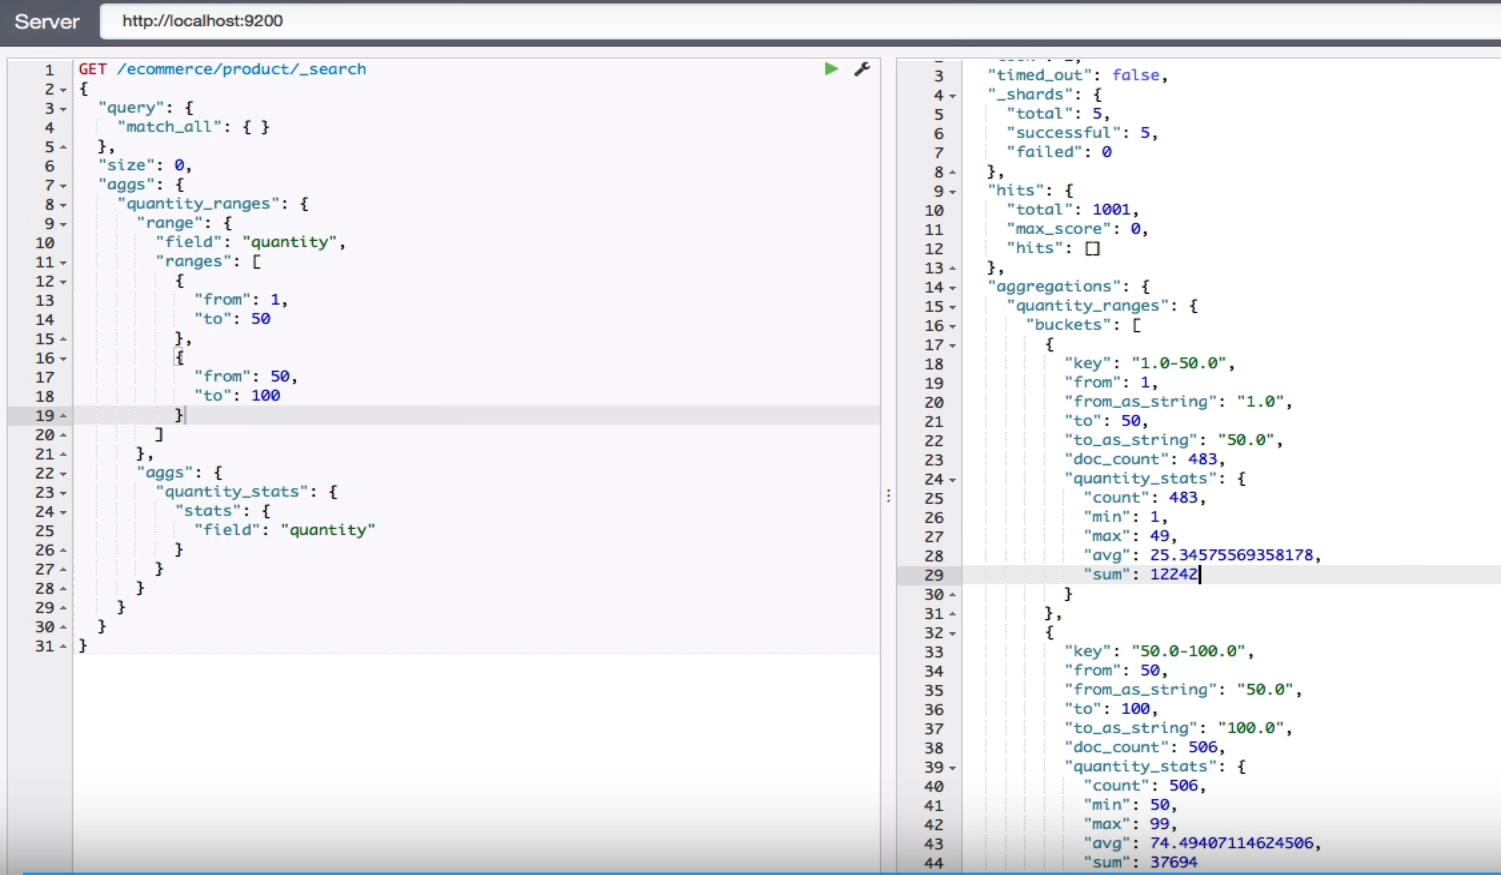 Server http://localhost:9200
1 GET /ecommerce/product/_search
2 {
3 "query": {
4 "match_all": { }
5 },
6 "size": 0,
7 "aggs": {
8 "quantity_ranges": {
9 "range": {
10 "field": "quantity",
11 "ranges": [
12 {
13 "from": 1,
14 "to": 50
15 },
16 {
17 "from": 50,
18 "to": 100
19 }
20 ]
21 },
22 "aggs": {
23 "quantity_stats": {
24 "stats": {
25 "field": "quantity"
26 }
27 }
28 }
29 }
30 }
31 }
3 "timed_out": false,
4 "_shards": {
5 "total": 5,
6 "successful": 5,
7 "failed": 0
8 },
9 "hits": {
10 "total": 1001,
11 "max_score": 0,
12 "hits": []
13 },
14 "aggregations": {
15 "quantity_ranges": {
16 "buckets": [
17 {
18 "key": "1.0-50.0",
19 "from": 1,
20 "from_as_string": "1.0",
21 "to": 50,
22 "to_as_string": "50.0",
23 "doc_count": 483,
24 "quantity_stats": {
25 "count": 483,
26 "min": 1,
27 "max": 49,
28 "avg": 25.34575569358178,
29 "sum": 12242
30 }
31 },
32 {
33 "key": "50.0-100.0",
34 "from": 50,
35 "from_as_string": "50.0",
36 "to": 100,
37 "to_as_string": "100.0",
38 "doc_count": 506,
39 "quantity_stats": {
40 "count": 506,
41 "min": 50,
42 "max": 99,
43 "avg": 74.49407114624506,
44 "sum": 37694